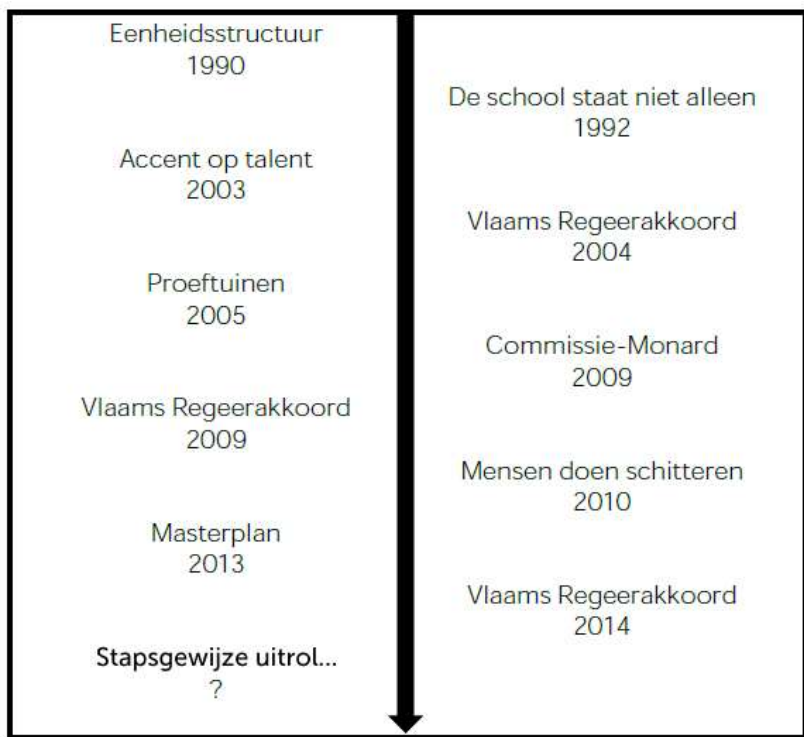 Eenheidsstructuur
1990
De school staat niet alleen
1992
Accent op talent
2003
Vlaams Regeerakkoord
2004
Proeftuinen
2005
Commissie-Monard
2009
Vlaams Regeerakkoord
2009
Mensen doen schitteren
2010
Masterplan
2013
Vlaams Regeerakkoord
2014
Stapsgewijze uitrol...
?